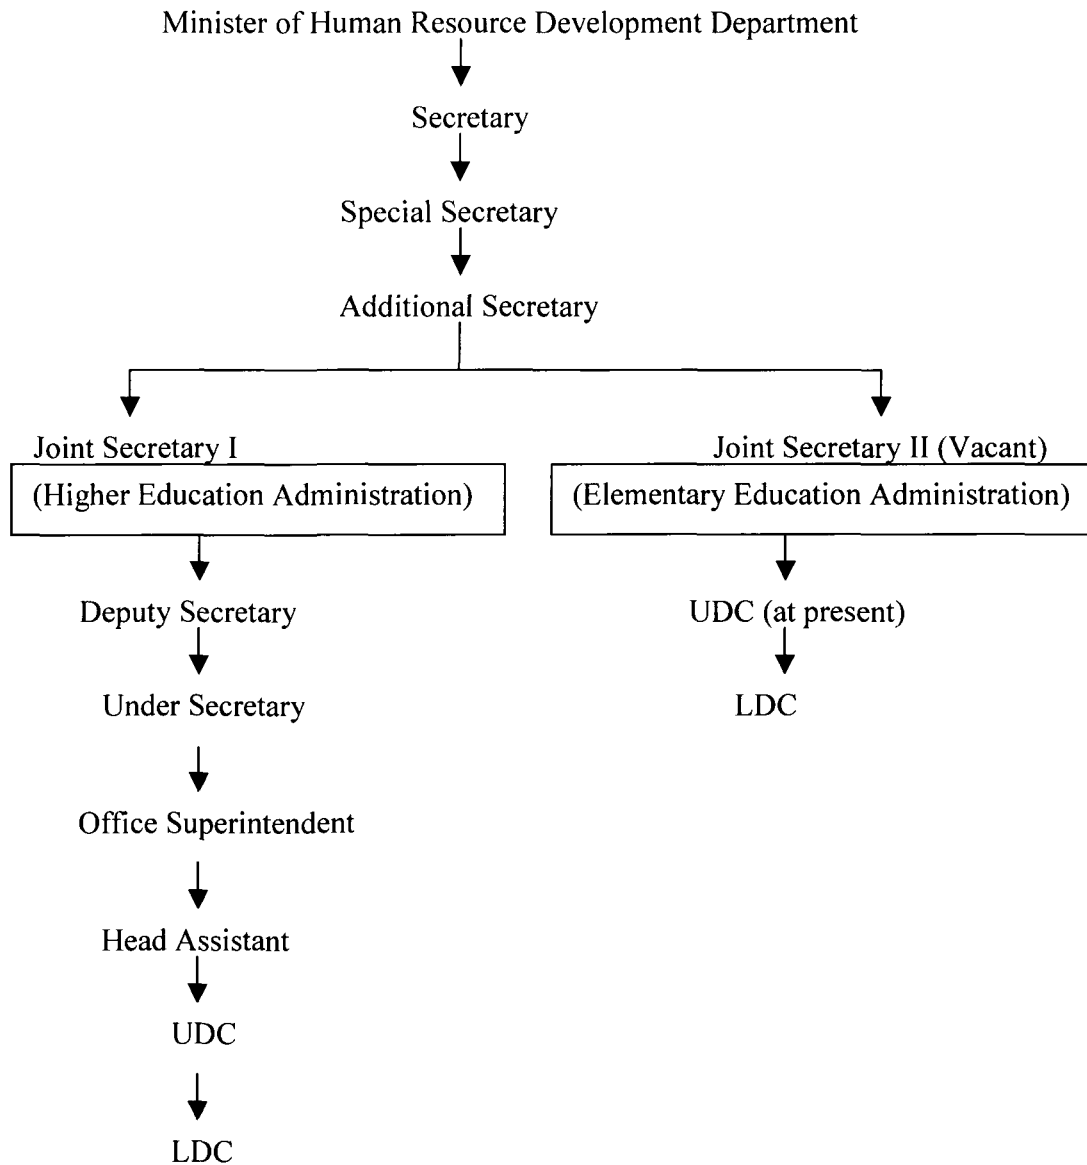 Minister of Human Resource Development Department
Secretary
Special Secretary
Additional Secretary
Joint Secretary I
(Higher Education Administration)
Deputy Secretary
Under Secretary
Office Superintendent
Head Assistant
UDC
LDC
Joint Secretary II (Vacant)
(Elementary Education Administration)
UDC (at present)
LDC